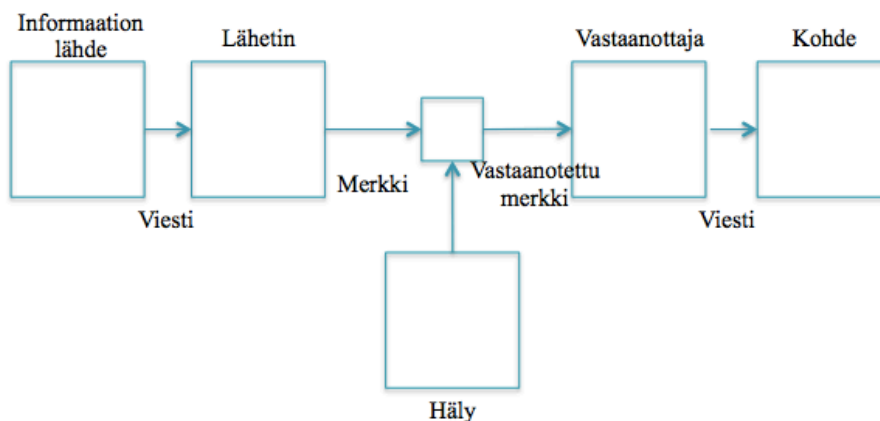 Informaation
lähde
Lähetin
Vastaanottaja
Kohde
Merkki
Vastaanotettu
merkki
Viesti
Viesti
Häly